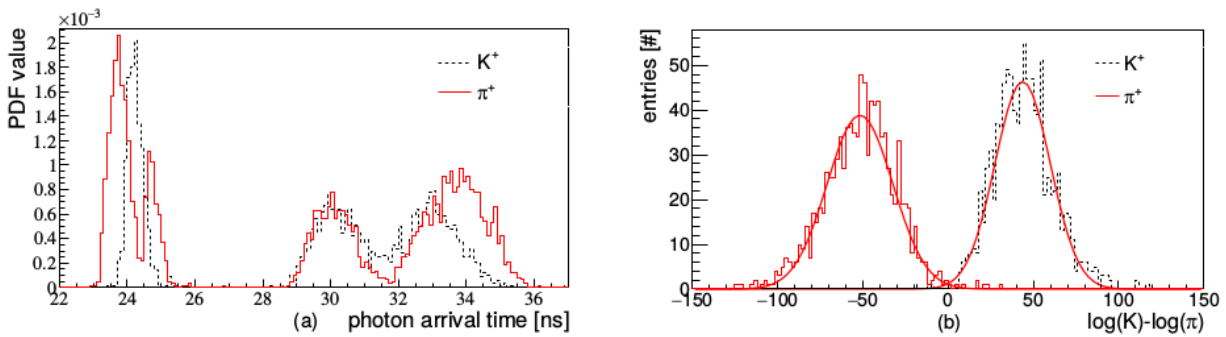 ×10⁻³
PDF value
2
1.8
1.6
1.4
1.2
1
0.8
0.6
0.4
0.2
0
22 24 26 28 30 32 34 36
K⁺
π⁺
(a) photon arrival time [ns]
entries [#]
50
40
30
20
10
0
−150 −100 −50 0 50 100 150
K⁺
π⁺
(b) log(K)-log(π)